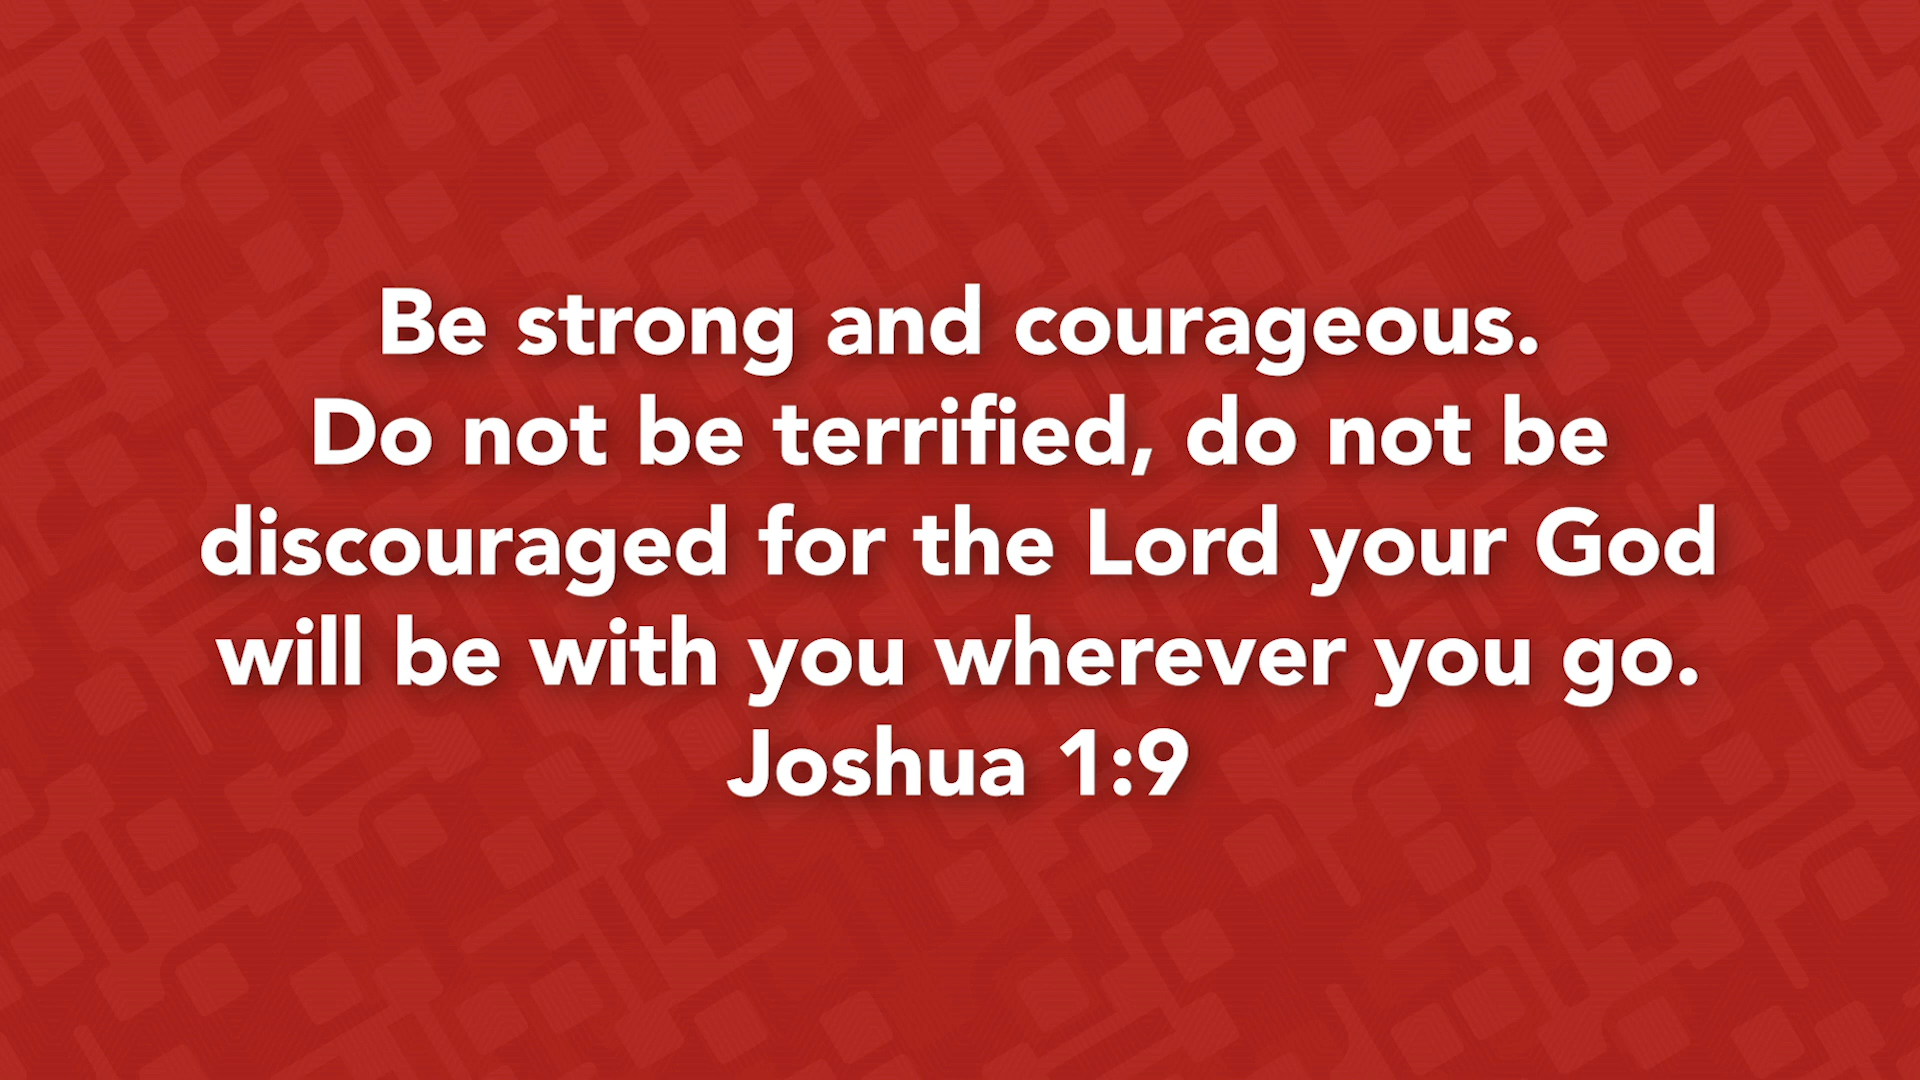 Be strong and courageous.
Do not be terrified, do not be
discouraged for the Lord your God
will be with you wherever you go.
Joshua 1:9